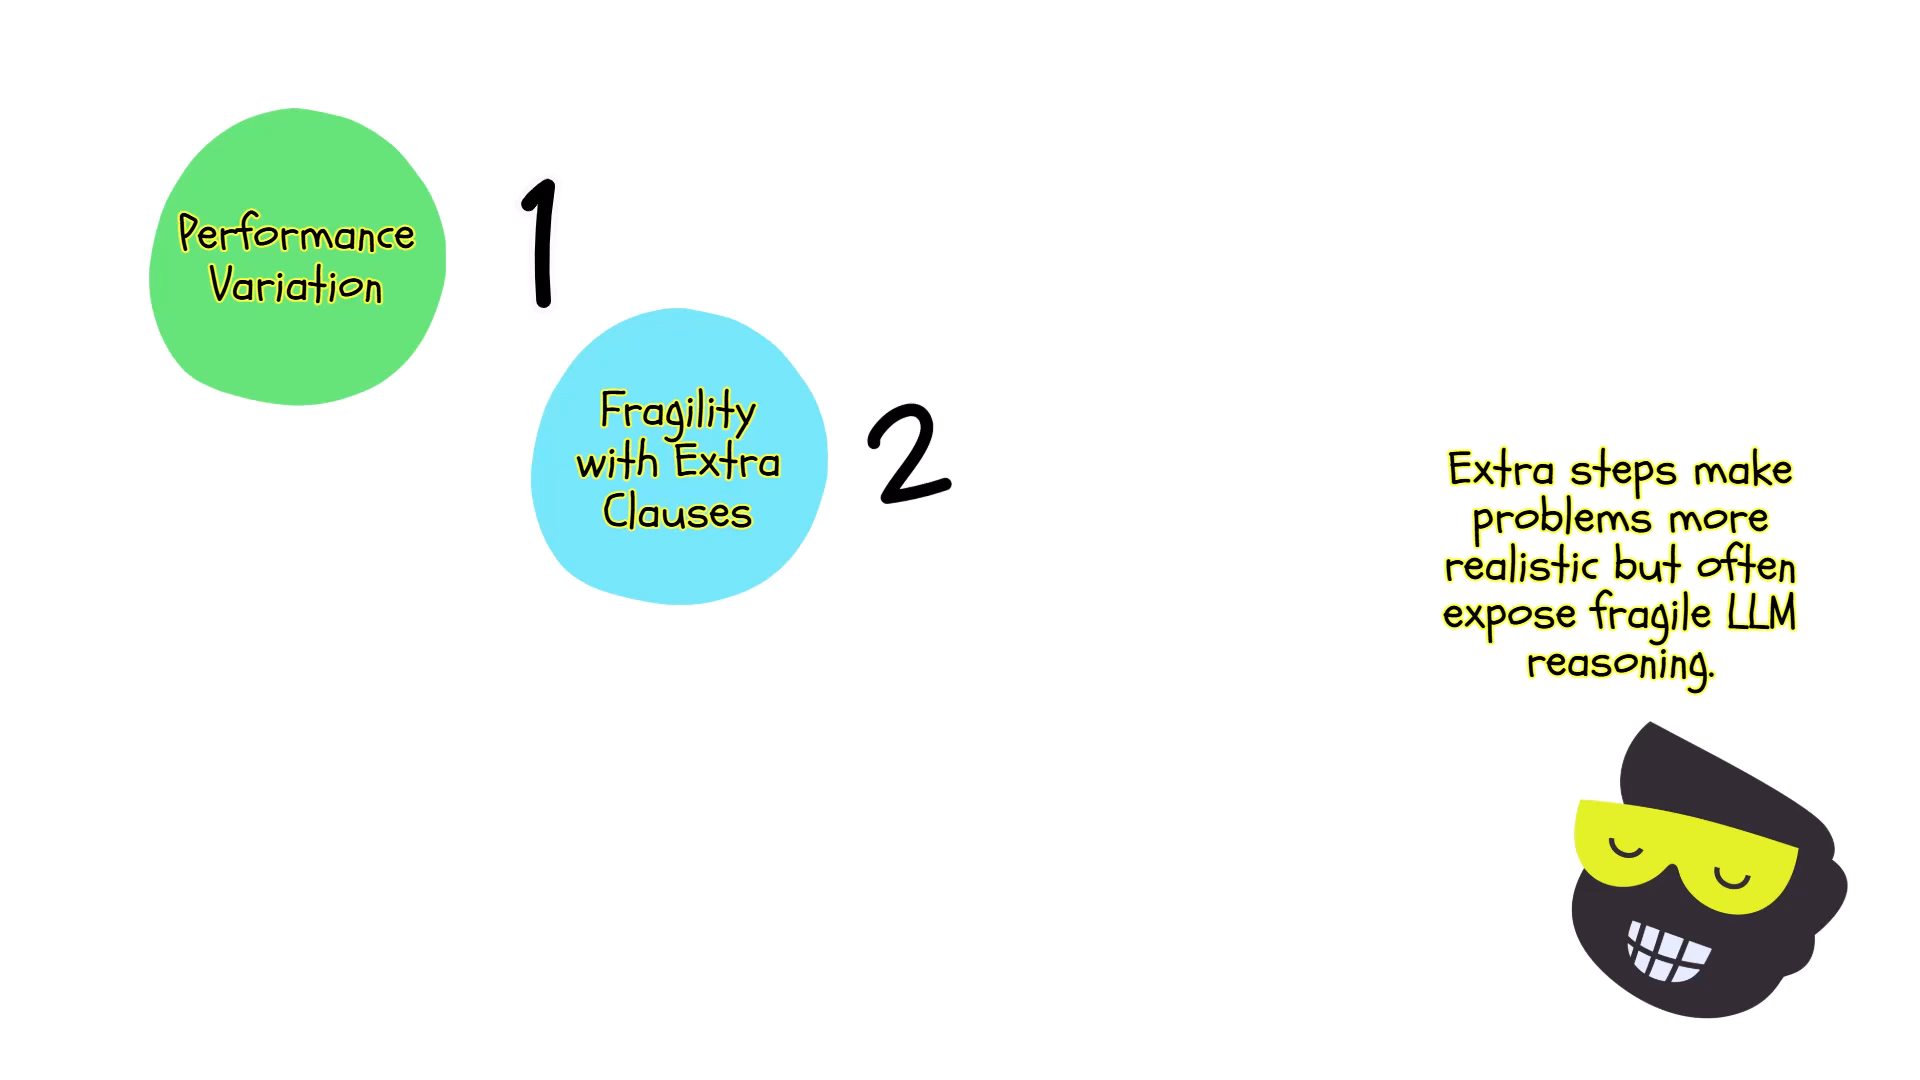 Performance
Variation
1
Fragility
with Extra
Clauses
2
Extra steps make
problems more
realistic but often
expose fragile LLM
reasoning.